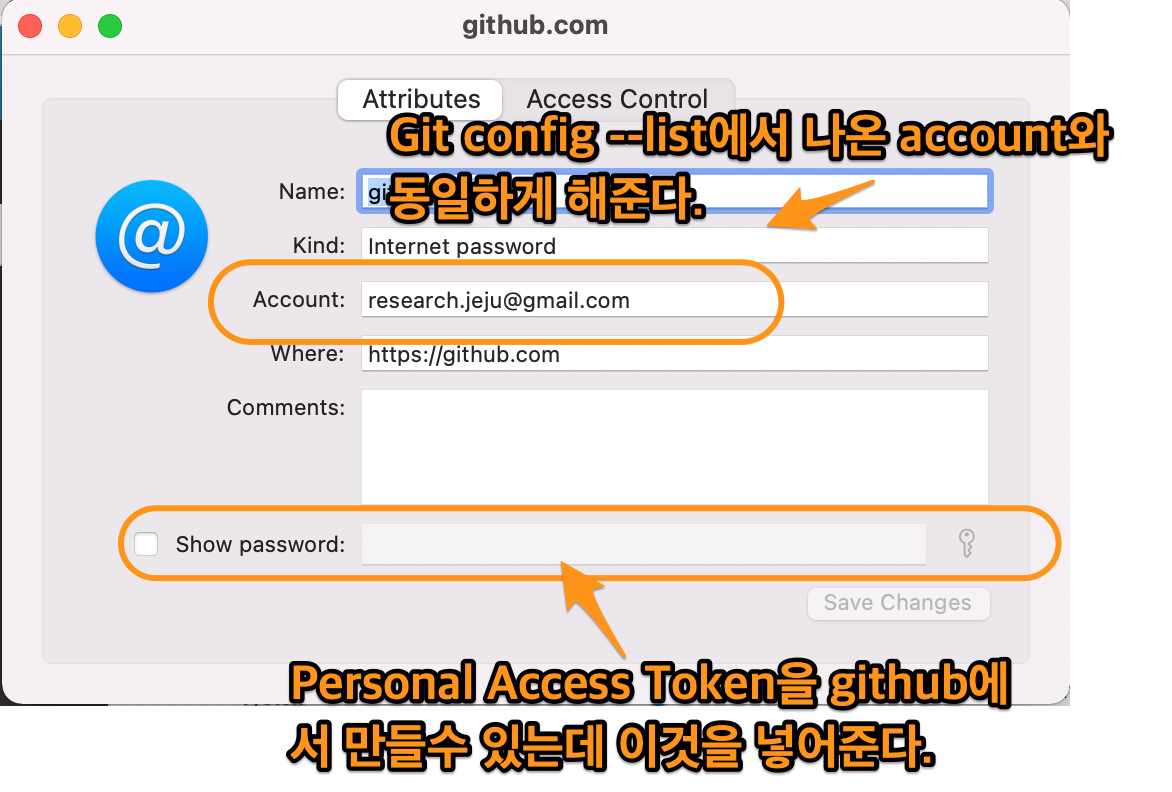 github.com
Attributes Access Control
Git config --list에서 나온 account와
동일하게 해준다.
Name:
Kind: Internet password
Account: research.jeju@gmail.com
Where: https://github.com
Comments:
Show password:
Save Changes
Personal Access Token을 github에
서 만들수 있는데 이것을 넣어준다.